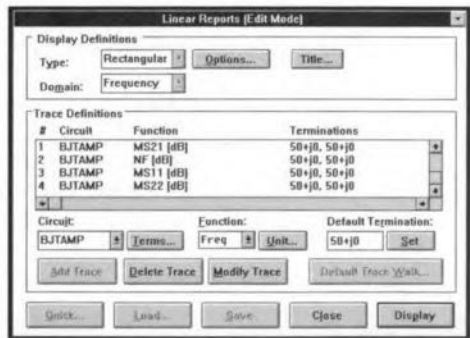 Linear Reports (Edit Mode)
Display Definitions
Type: Rectangular Options... Title...
Domain: Frequency
Trace Definitions
# Circuit Function Terminations
1 BJTAMP MS21 [dB] 50+j0, 50+j0
2 BJTAMP NF [dB] 50+j0, 50+j0
3 BJTAMP MS11 [dB] 50+j0, 50+j0
4 BJTAMP MS22 [dB] 50+j0, 50+j0
Circuit: Function: Default Termination:
BJTAMP Terms... Freq Unit... 50+j0 Set
Add Trace Delete Trace Modify Trace Default Trace Walk...
Quick... Load... Save Close Display